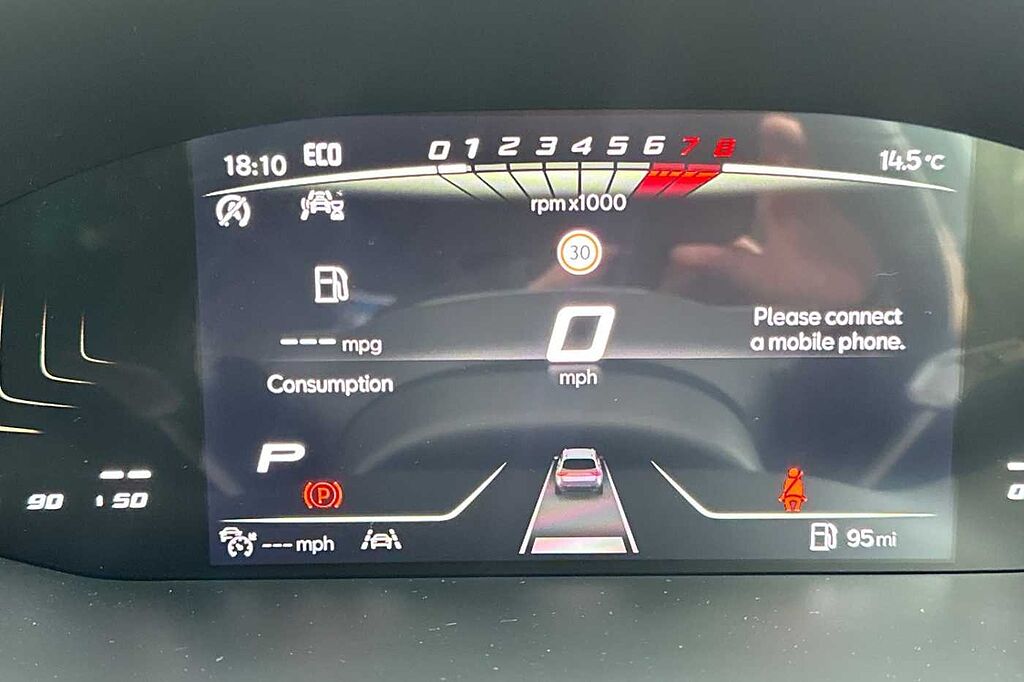 18:10 ECO
0 1 2 3 4 5 6 7 8
14.5°C
rpm x1000
30
--- mpg
Consumption
0
mph
Please connect
a mobile phone.
P
P
90 50
--- mph
95 mi
0